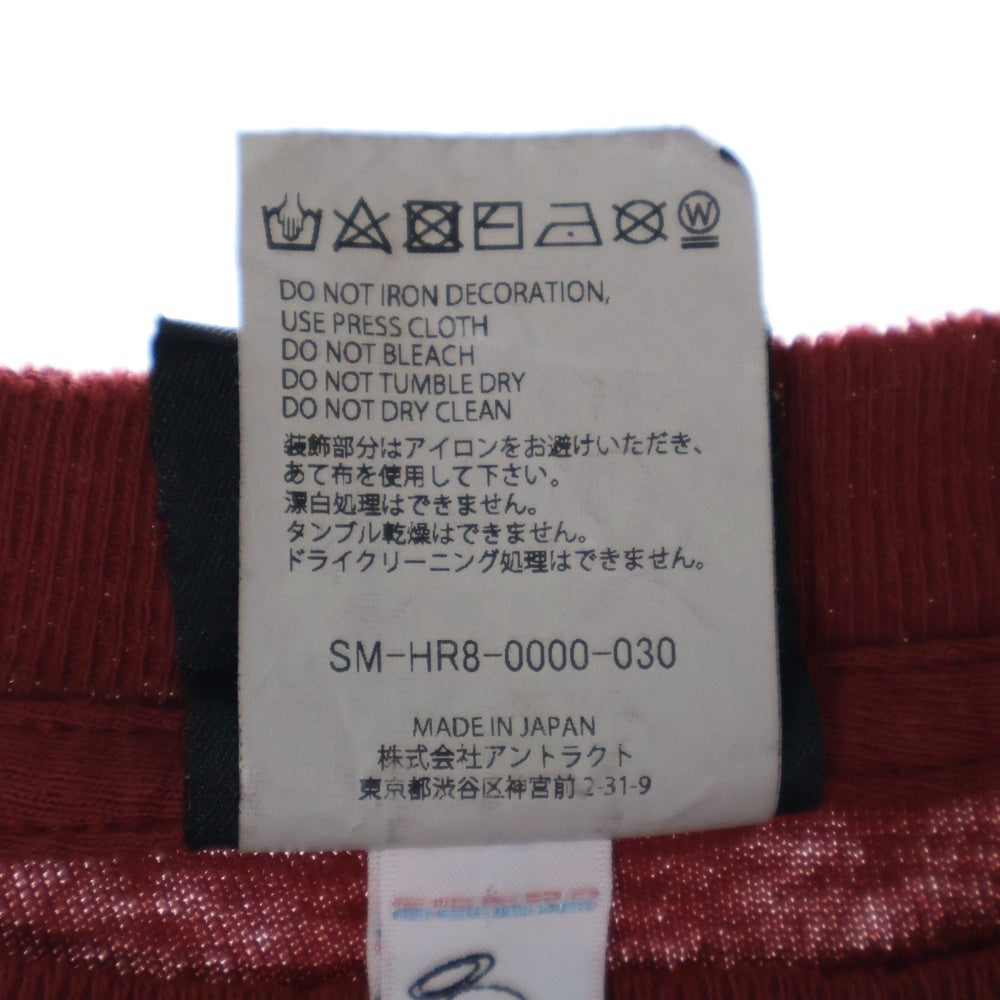 W
DO NOT IRON DECORATION,
USE PRESS CLOTH
DO NOT BLEACH
DO NOT TUMBLE DRY
DO NOT DRY CLEAN
装飾部分はアイロンをお避けいただき、
あて布を使用して下さい。
漂白処理はできません。
タンブル乾燥はできません。
ドライクリーニング処理はできません。
SM-HR8-0000-030
MADE IN JAPAN
株式会社アントラクト
東京都渋谷区神宮前 2-31-9